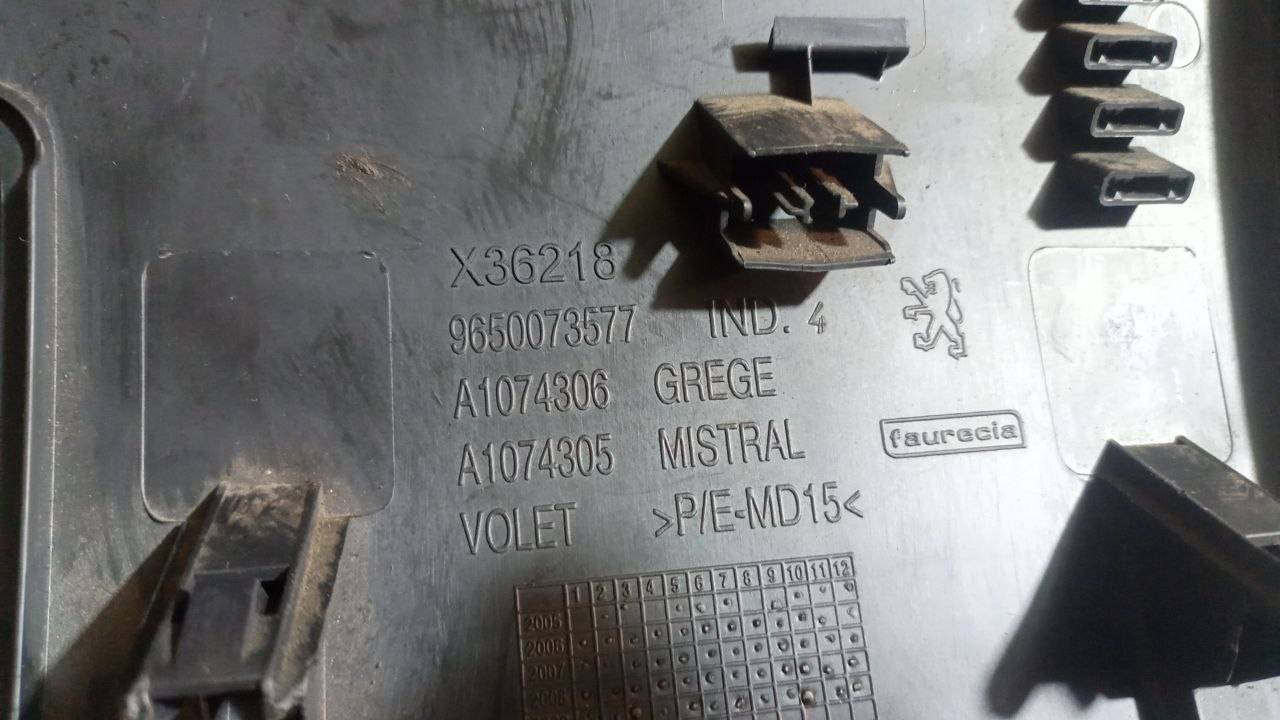 X36218
9650073577 IND. 4
A1074306 GREGE
A1074305 MISTRAL
faurecia
VOLET >P/E-MD15<
1 2 3 4 5 6 7 8 9 10 11 12
2005
2006
2007
2008